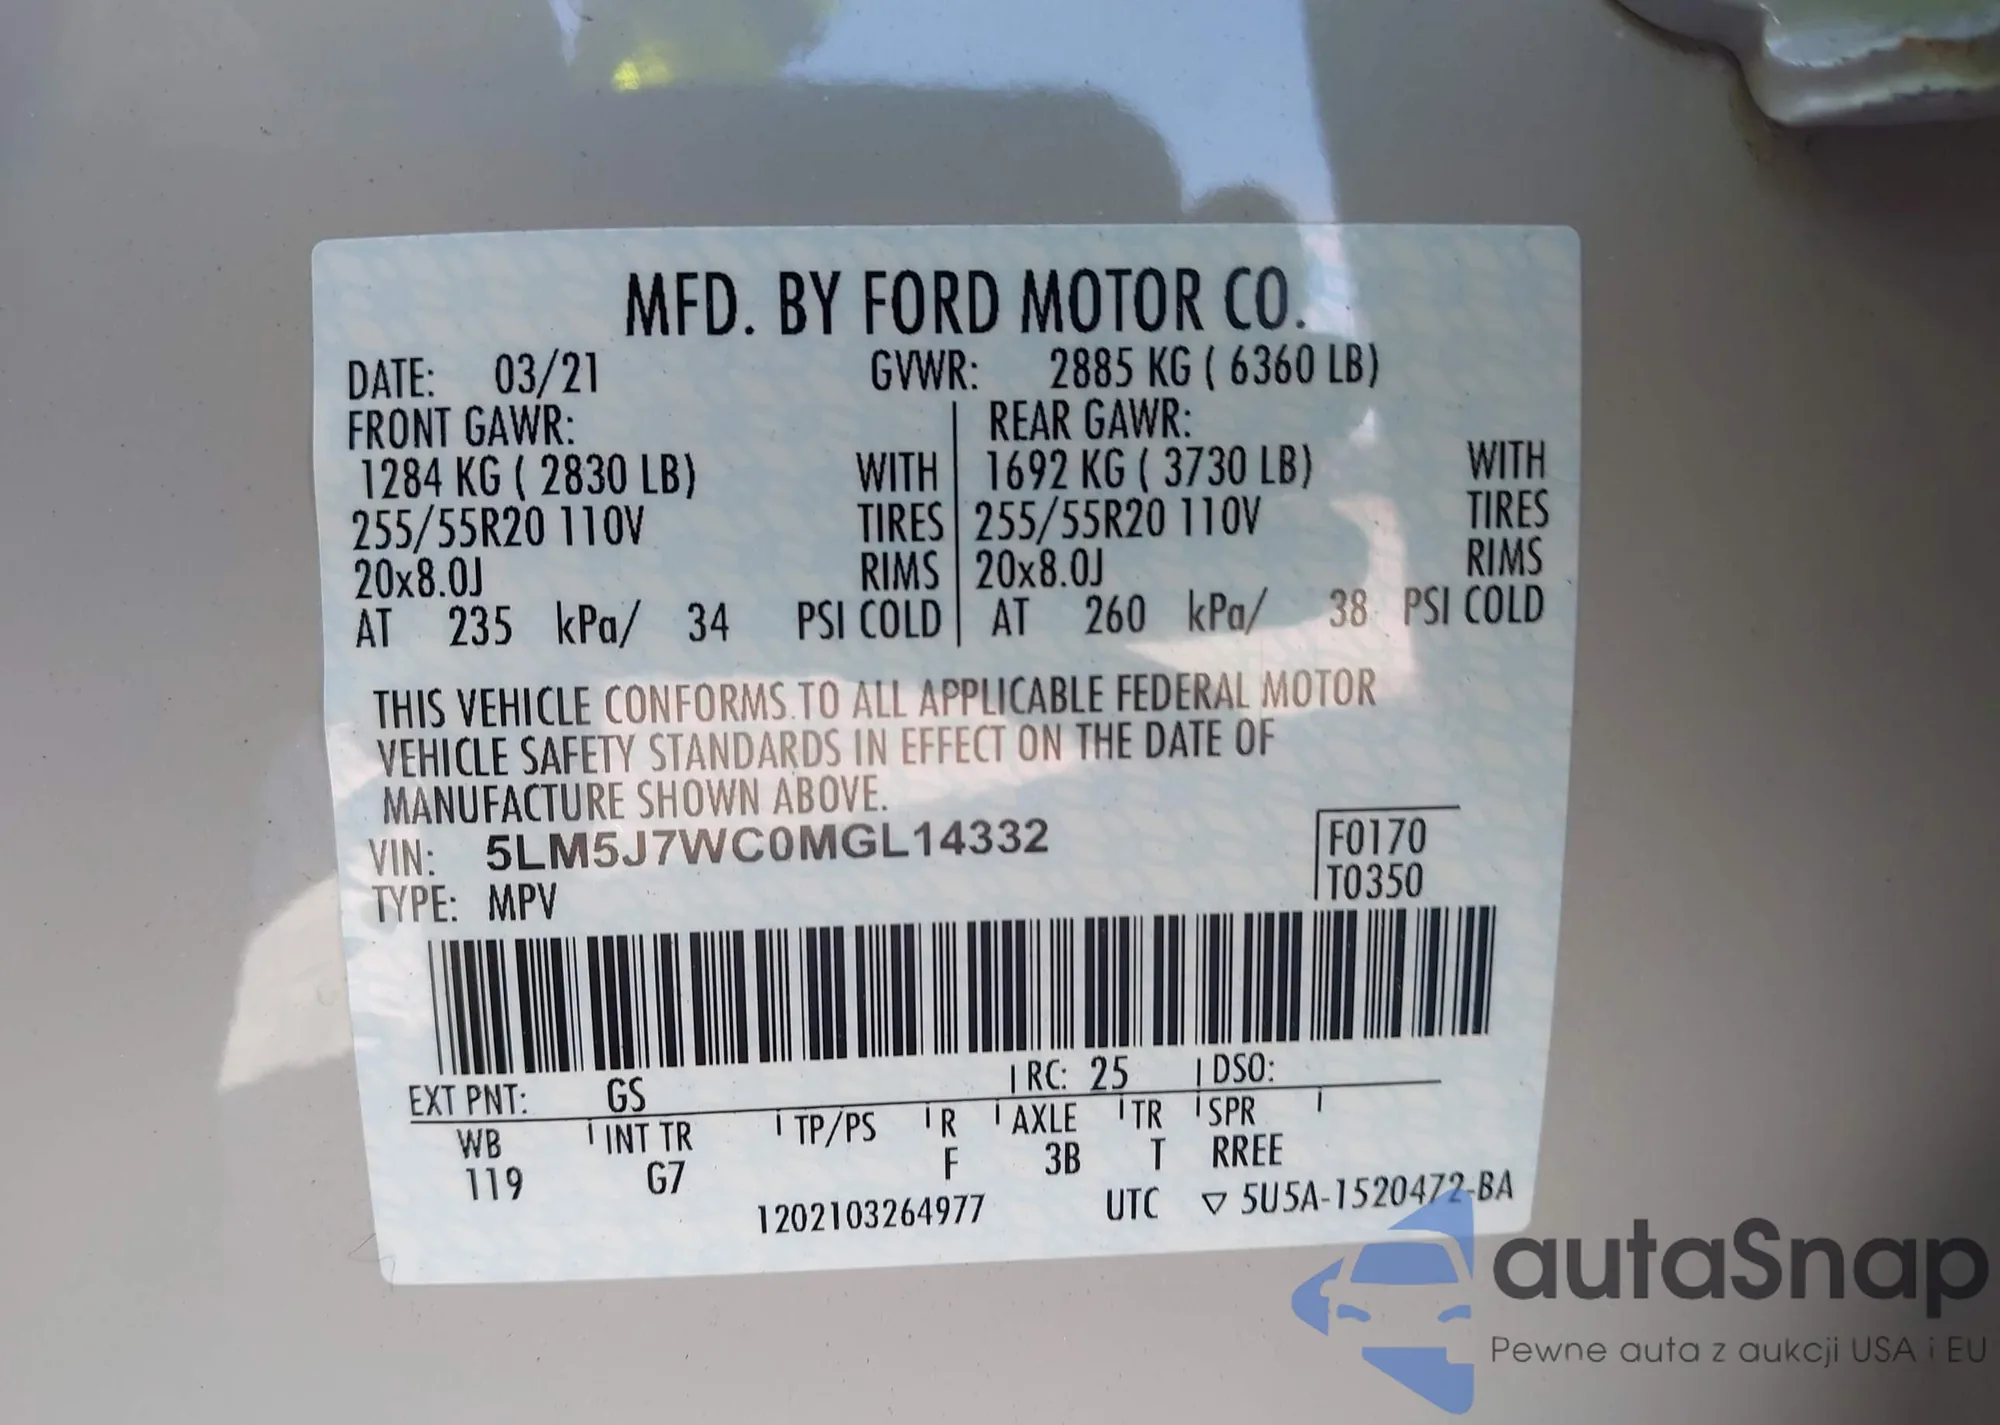 MFD. BY FORD MOTOR CO.
DATE: 03/21 GVWR: 2885 KG ( 6360 LB)
FRONT GAWR: REAR GAWR:
1284 KG ( 2830 LB) WITH 1692 KG ( 3730 LB) WITH
255/55R20 110V TIRES 255/55R20 110V TIRES
20x8.0J RIMS 20x8.0J RIMS
AT 235 kPa/ 34 PSI COLD AT 260 kPa/ 38 PSI COLD
THIS VEHICLE CONFORMS TO ALL APPLICABLE FEDERAL MOTOR
VEHICLE SAFETY STANDARDS IN EFFECT ON THE DATE OF
MANUFACTURE SHOWN ABOVE.
VIN: 5LM5J7WC0MGL14332 F0170
TYPE: MPV T0350
EXT PNT: GS RC: 25 DSO:
WB INT TR TP/PS R AXLE TR SPR
119 G7 F 3B T RREE
1202103264977 UTC ▽ 5U5A-1520472-BA
autaSnap
Pewne auta z aukcji USA i EU